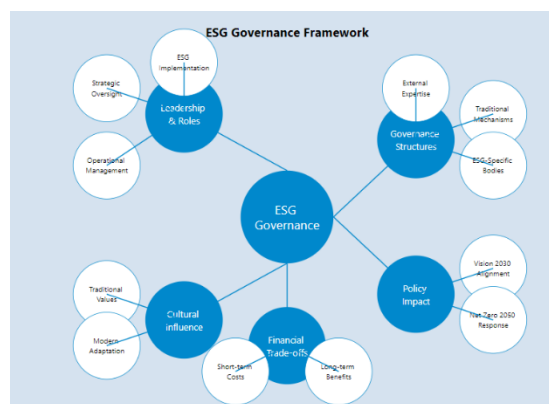 ESG Governance Framework
ESG
Implementation
Strategic
Oversight
Leadership
& Roles
Operational
Management
External
Expertise
Traditional
Mechanisms
Governance
Structures
ESG-Specific
Bodies
ESG
Governance
Vision 2030
Alignment
Policy
Impact
Net Zero 2050
Response
Traditional
Values
Cultural
Influence
Modern
Adaptation
Financial
Trade-offs
Short-term
Costs
Long-term
Benefits